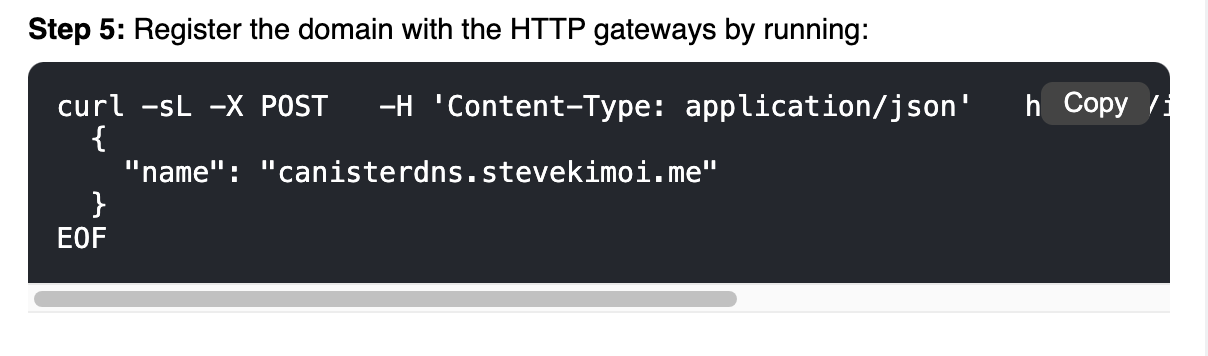 Step 5: Register the domain with the HTTP gateways by running:
curl -sL -X POST   -H 'Content-Type: application/json'   h
Copy
{
"name": "canisterdns.stevekimoi.me"
}
EOF